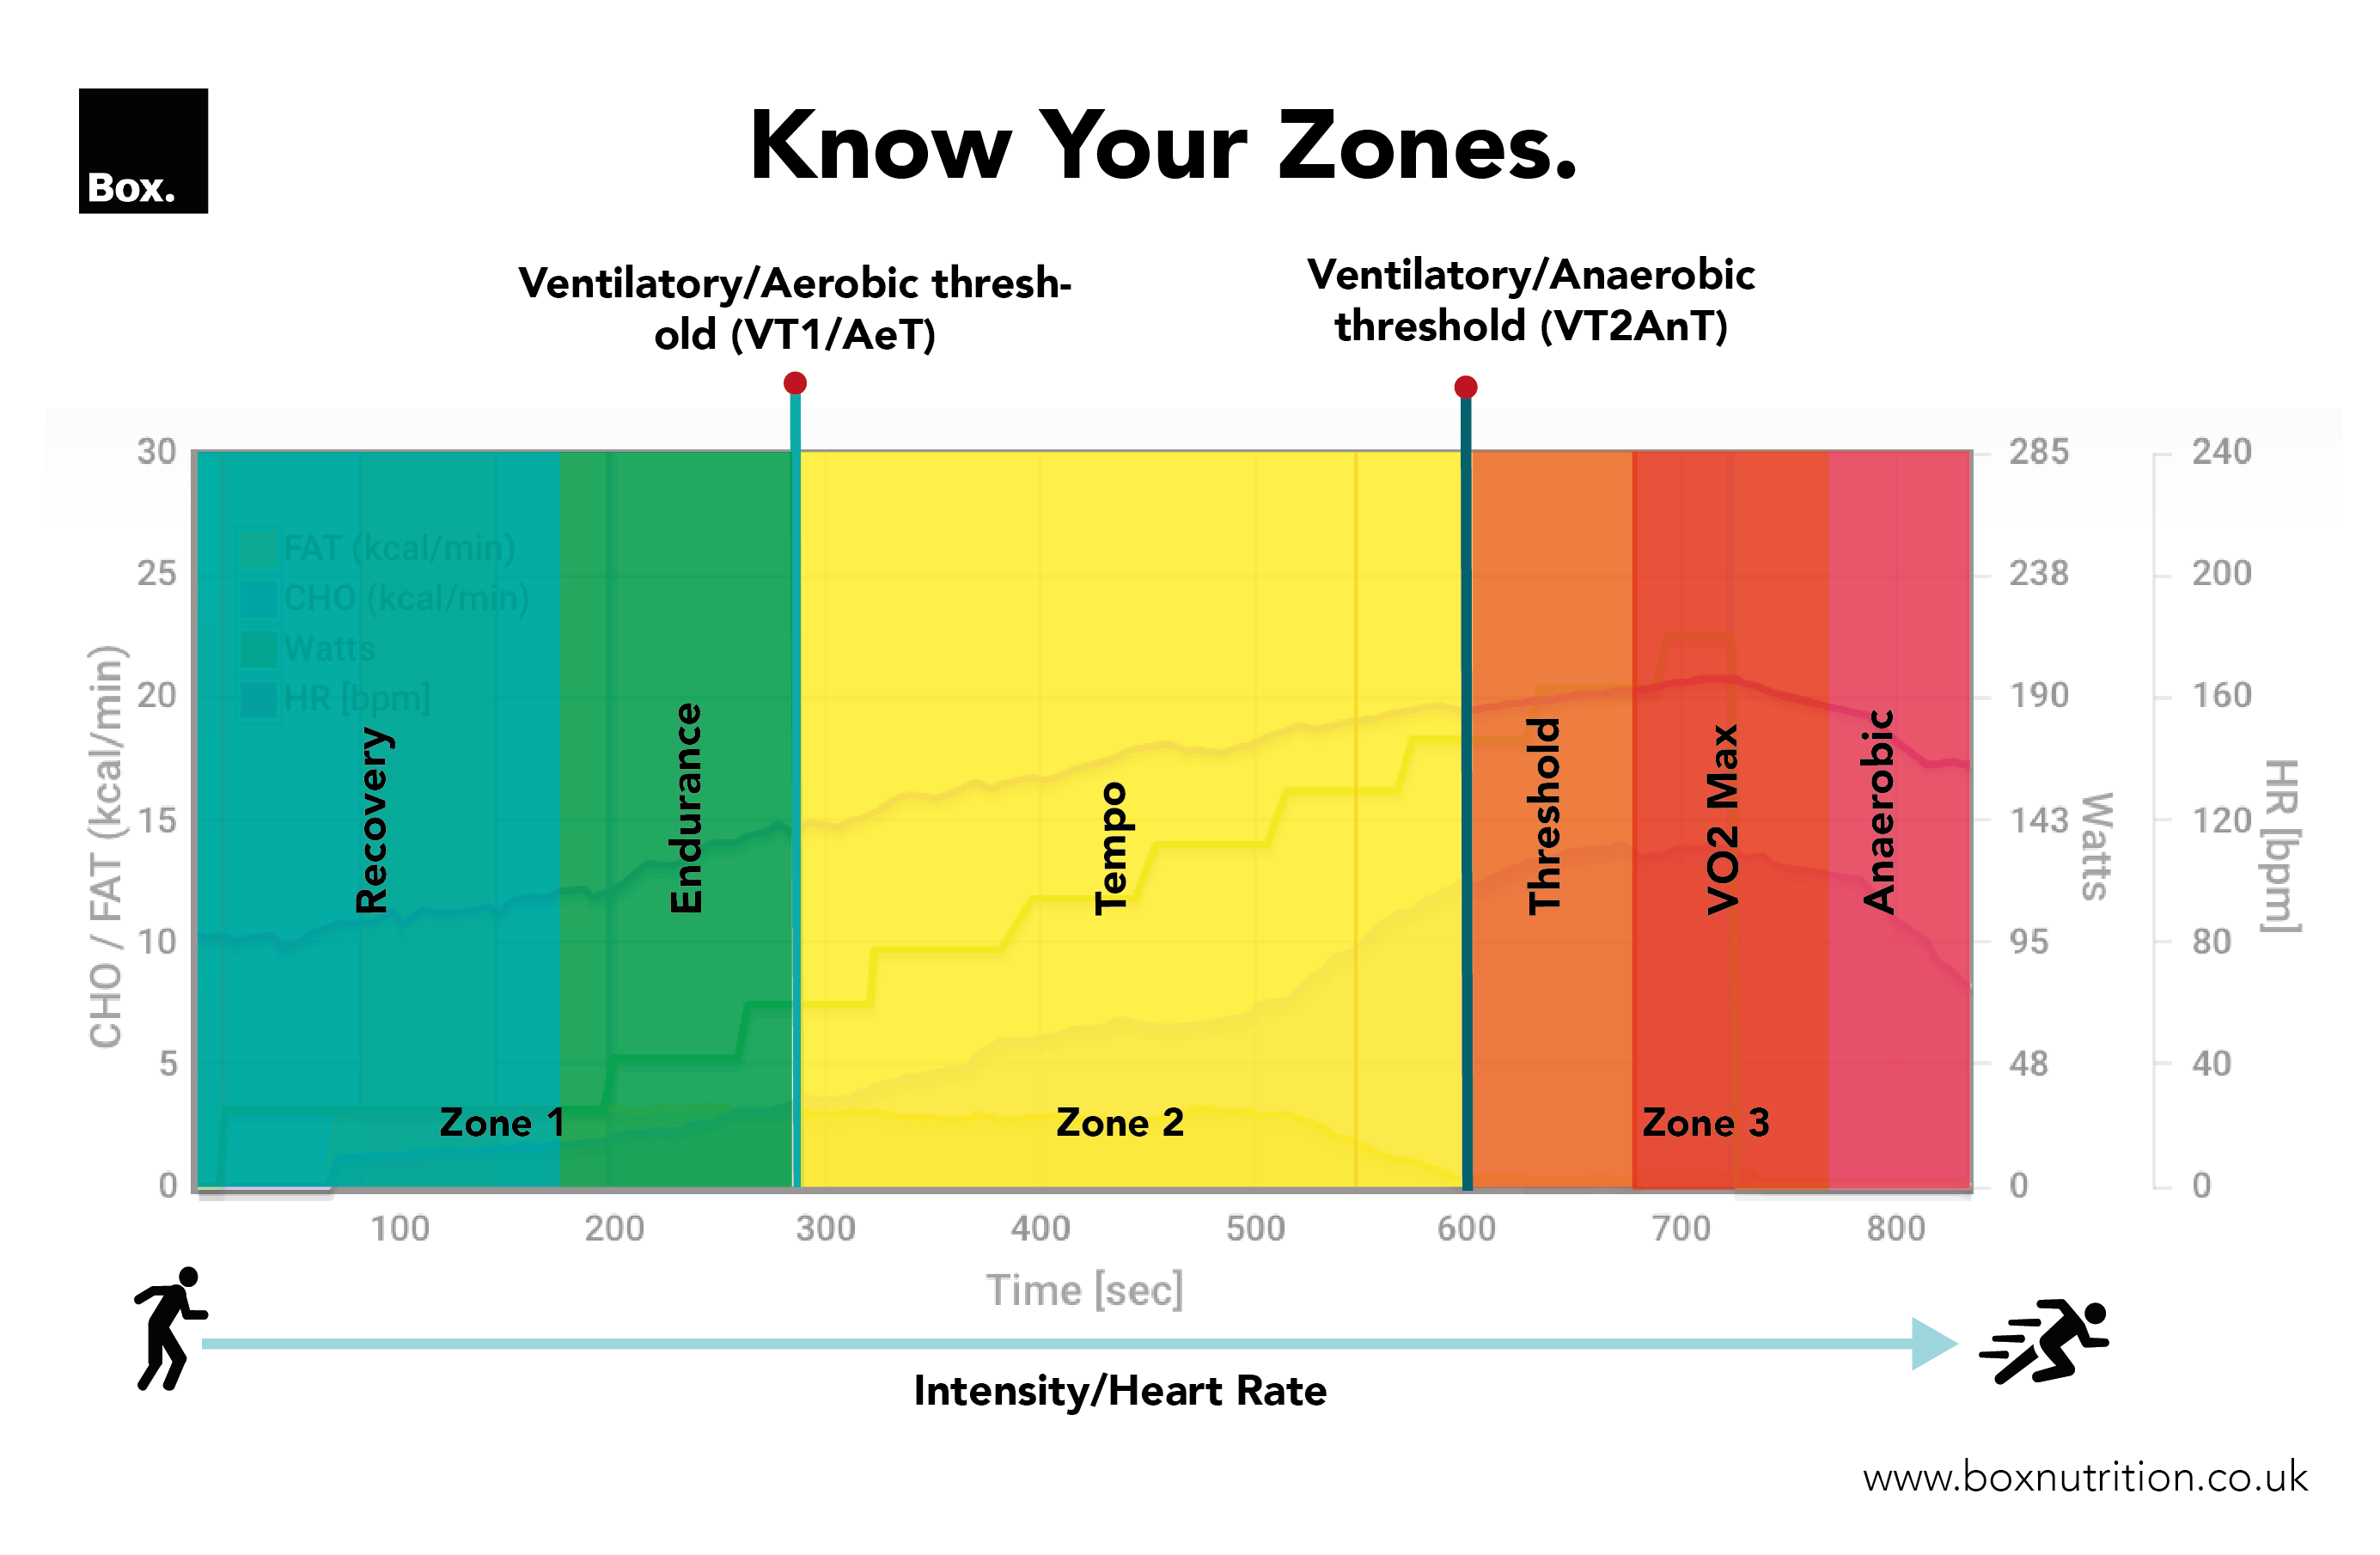 Box.
Know Your Zones.
Ventilatory/Aerobic thresh-
old (VT1/AeT)
Ventilatory/Anaerobic
threshold (VT2AnT)
30
25
20
15
10
5
0
CHO / FAT (kcal/min)
FAT (kcal/min)
CHO (kcal/min)
Watts
HR [bpm]
Recovery
Endurance
Tempo
Threshold
VO2 Max
Anaerobic
Zone 1
Zone 2
Zone 3
285
238
190
143
95
48
0
Watts
240
200
160
120
80
40
0
HR [bpm]
100 200 300 400 500 600 700 800
Time [sec]
Intensity/Heart Rate
www.boxnutrition.co.uk